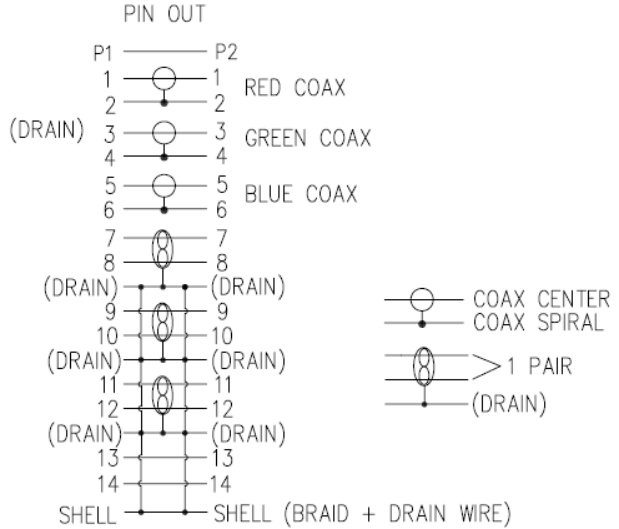 PIN OUT
P1 P2
1 1
RED COAX
2 2
(DRAIN) 3 3
GREEN COAX
4 4
5 5
BLUE COAX
6 6
7 7
8 8
(DRAIN) (DRAIN)
9 9
COAX CENTER
10 10
COAX SPIRAL
(DRAIN) (DRAIN)
1 PAIR
11 11
12 12
(DRAIN)
(DRAIN) (DRAIN)
13 13
14 14
SHELL SHELL (BRAID + DRAIN WIRE)